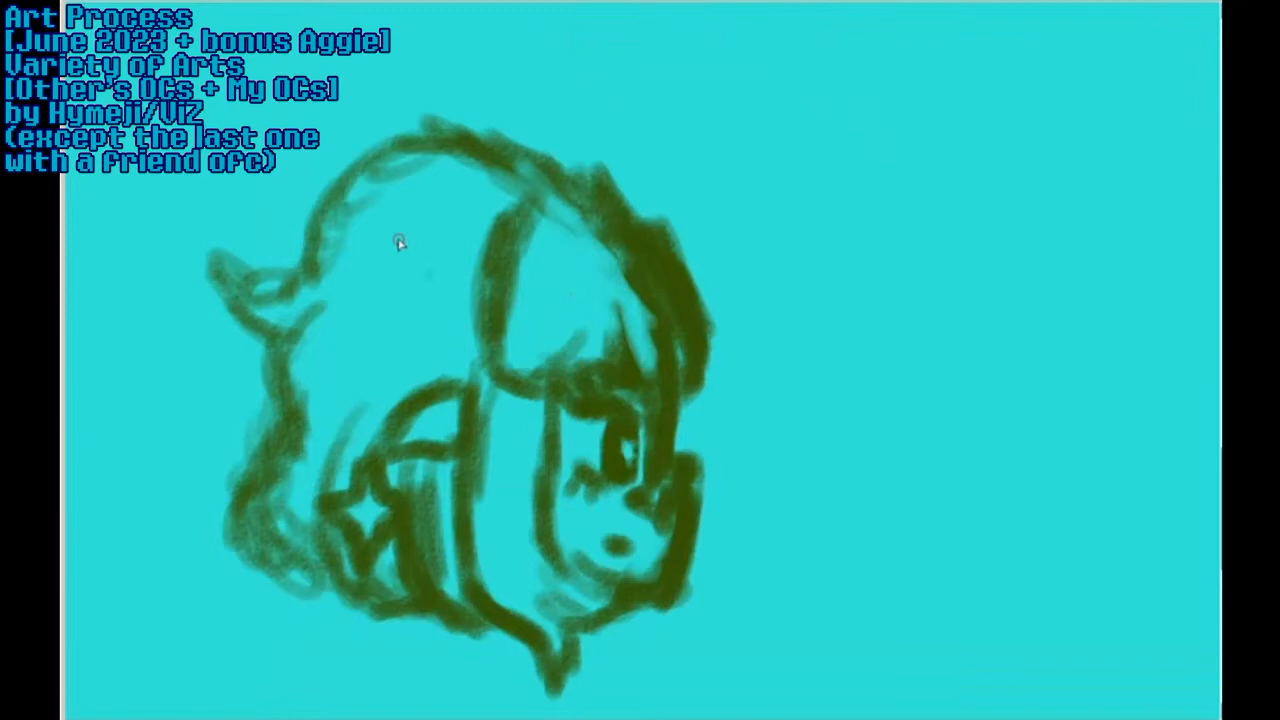 Art Process
[June 2023 + bonus Aggie]
Variety of Arts
[Other's OCs + My OCs]
by Hymeji/ViZ
(except the last one
with a friend ofc)